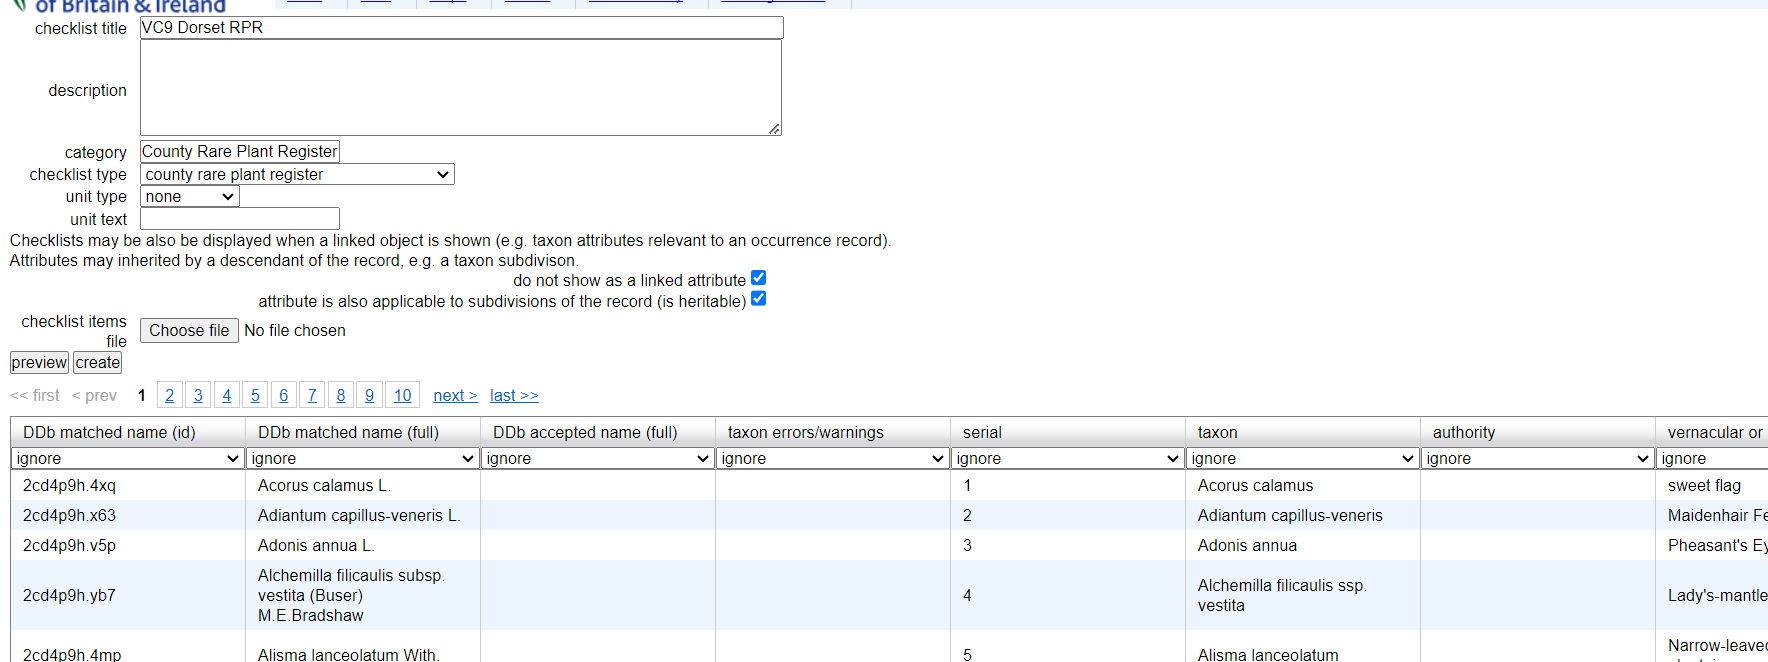 of Britain & Ireland
checklist title VC9 Dorset RPR
description
category County Rare Plant Register
checklist type county rare plant register
unit type none
unit text
Checklists may be also be displayed when a linked object is shown (e.g. taxon attributes relevant to an occurrence record).
Attributes may inherited by a descendant of the record, e.g. a taxon subdivison.
do not show as a linked attribute
attribute is also applicable to subdivisions of the record (is heritable)
checklist items
file Choose file No file chosen
preview create
<< first < prev 1 2 3 4 5 6 7 8 9 10 next > last >>
DDb matched name (id) DDb matched name (full) DDb accepted name (full) taxon errors/warnings serial taxon authority vernacular or
ignore ignore ignore ignore ignore ignore ignore ignore
2cd4p9h.4xq Acorus calamus L. 1 Acorus calamus sweet flag
2cd4p9h.x63 Adiantum capillus-veneris L. 2 Adiantum capillus-veneris Maidenhair Fe
2cd4p9h.v5p Adonis annua L. 3 Adonis annua Pheasant's Ey
2cd4p9h.yb7 Alchemilla filicaulis subsp.
vestita (Buser)
M.E.Bradshaw 4 Alchemilla filicaulis ssp.
vestita Lady's-mantle
2cd4p9h.4mp Alisma lanceolatum With. 5 Alisma lanceolatum Narrow-leaved